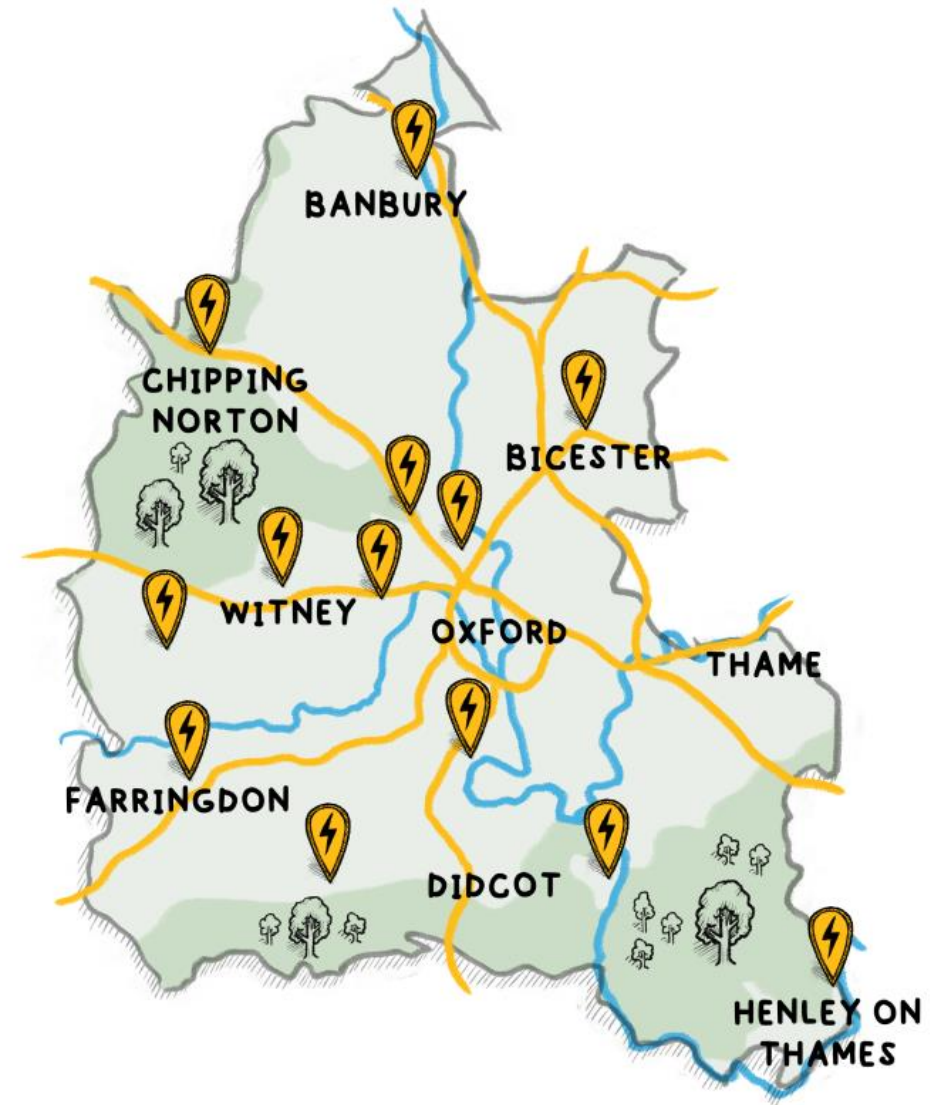 BANBURY
CHIPPING
NORTON
BICESTER
WITNEY
OXFORD
THAME
FARRINGDON
DIDCOT
HENLEY ON
THAMES